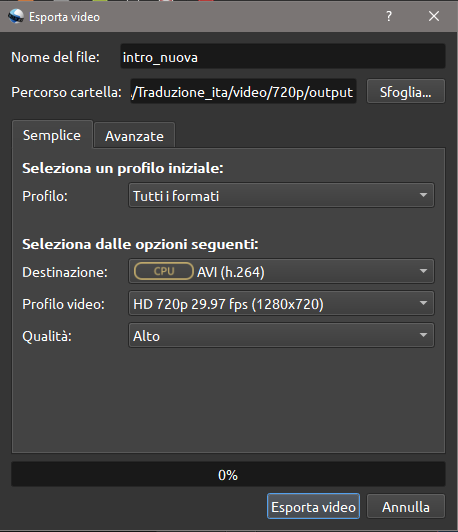 Esporta video
?
Nome del file: intro_nuova
Percorso cartella: ./Traduzione_ita/video/720p/output Sfoglia...
Semplice Avanzate
Seleziona un profilo iniziale:
Profilo: Tutti i formati
Seleziona dalle opzioni seguenti:
Destinazione: CPU AVI (h.264)
Profilo video: HD 720p 29.97 fps (1280x720)
Qualità: Alto
0%
Esporta video Annulla